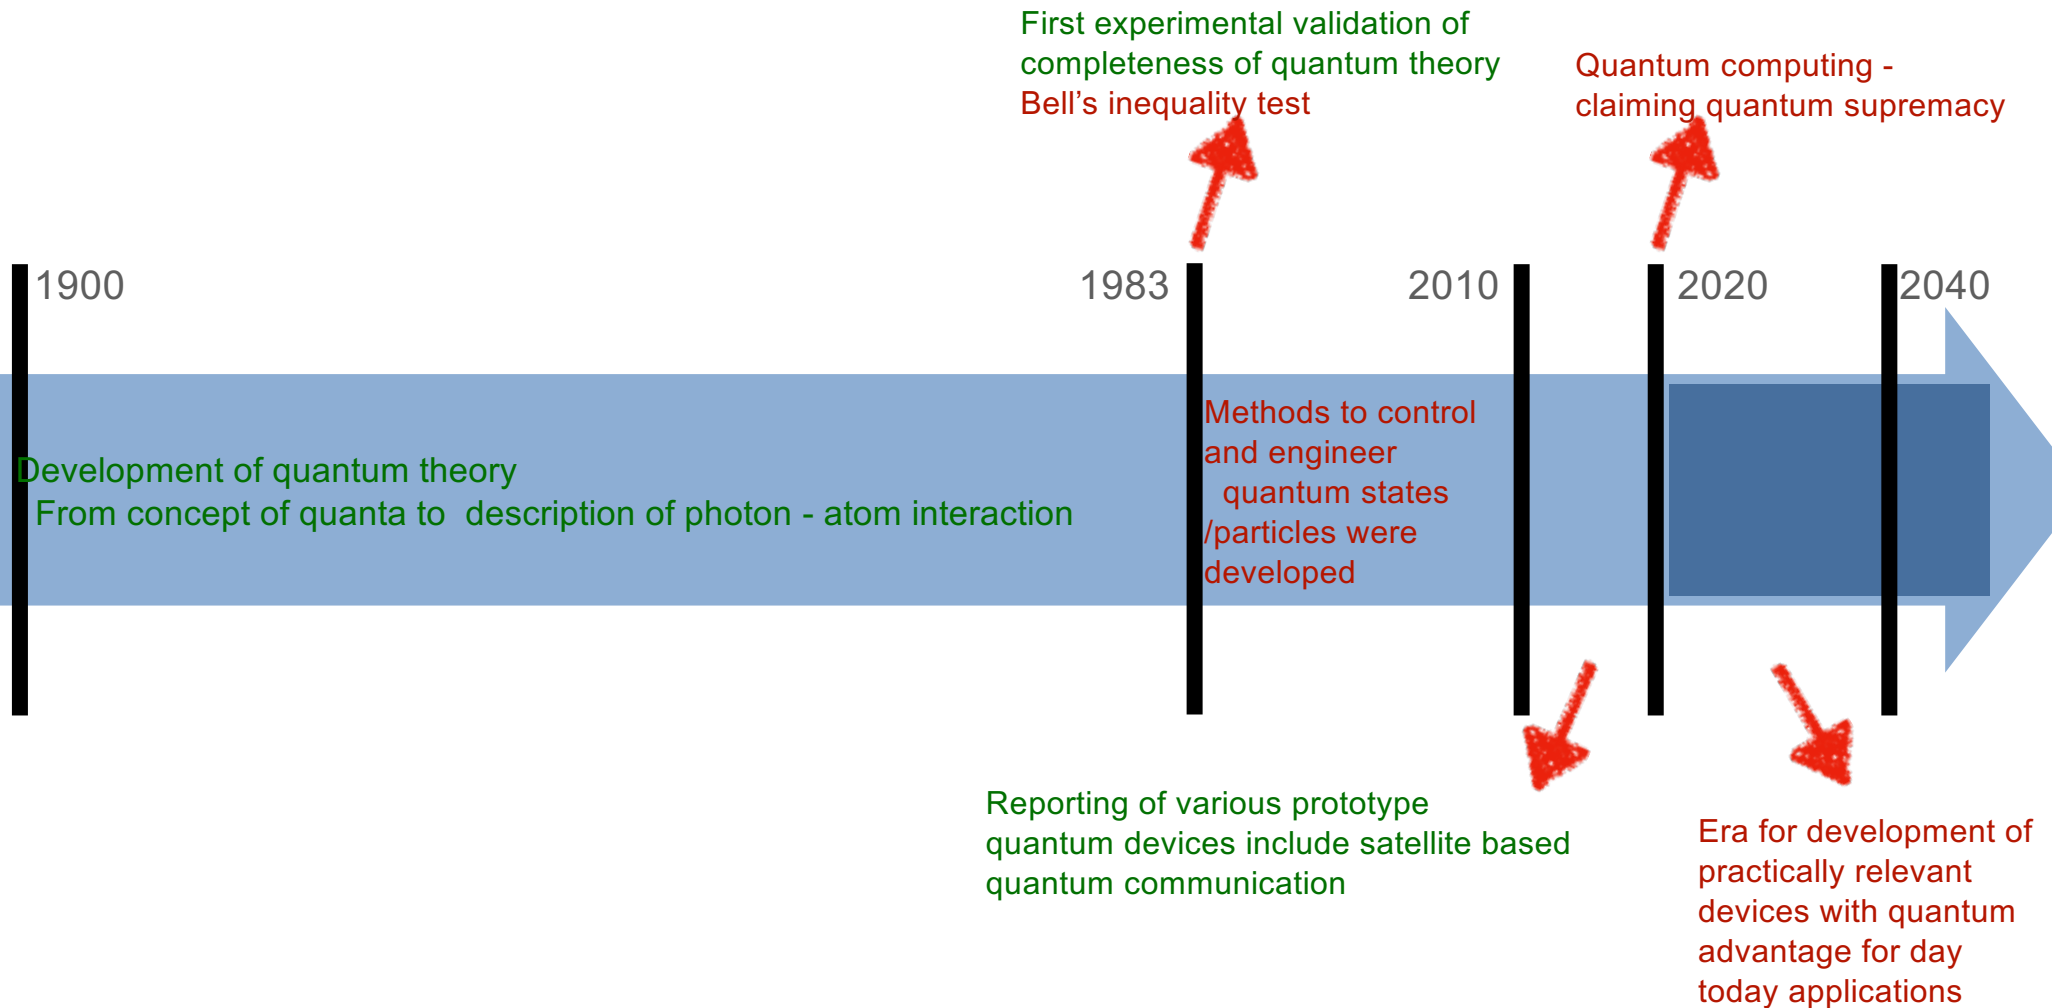 First experimental validation of
completeness of quantum theory
Bell’s inequality test
Quantum computing -
claiming quantum supremacy
1900
1983
2010
2020
2040
Development of quantum theory
From concept of quanta to description of photon - atom interaction
Methods to control
and engineer
quantum states
/particles were
developed
Reporting of various prototype
quantum devices include satellite based
quantum communication
Era for development of
practically relevant
devices with quantum
advantage for day
today applications